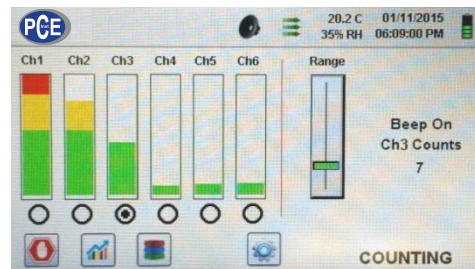 PCE
20.2 C 01/11/2015
35% RH 06:09:00 PM
Ch1 Ch2 Ch3 Ch4 Ch5 Ch6 Range
Beep On
Ch3 Counts
7
COUNTING